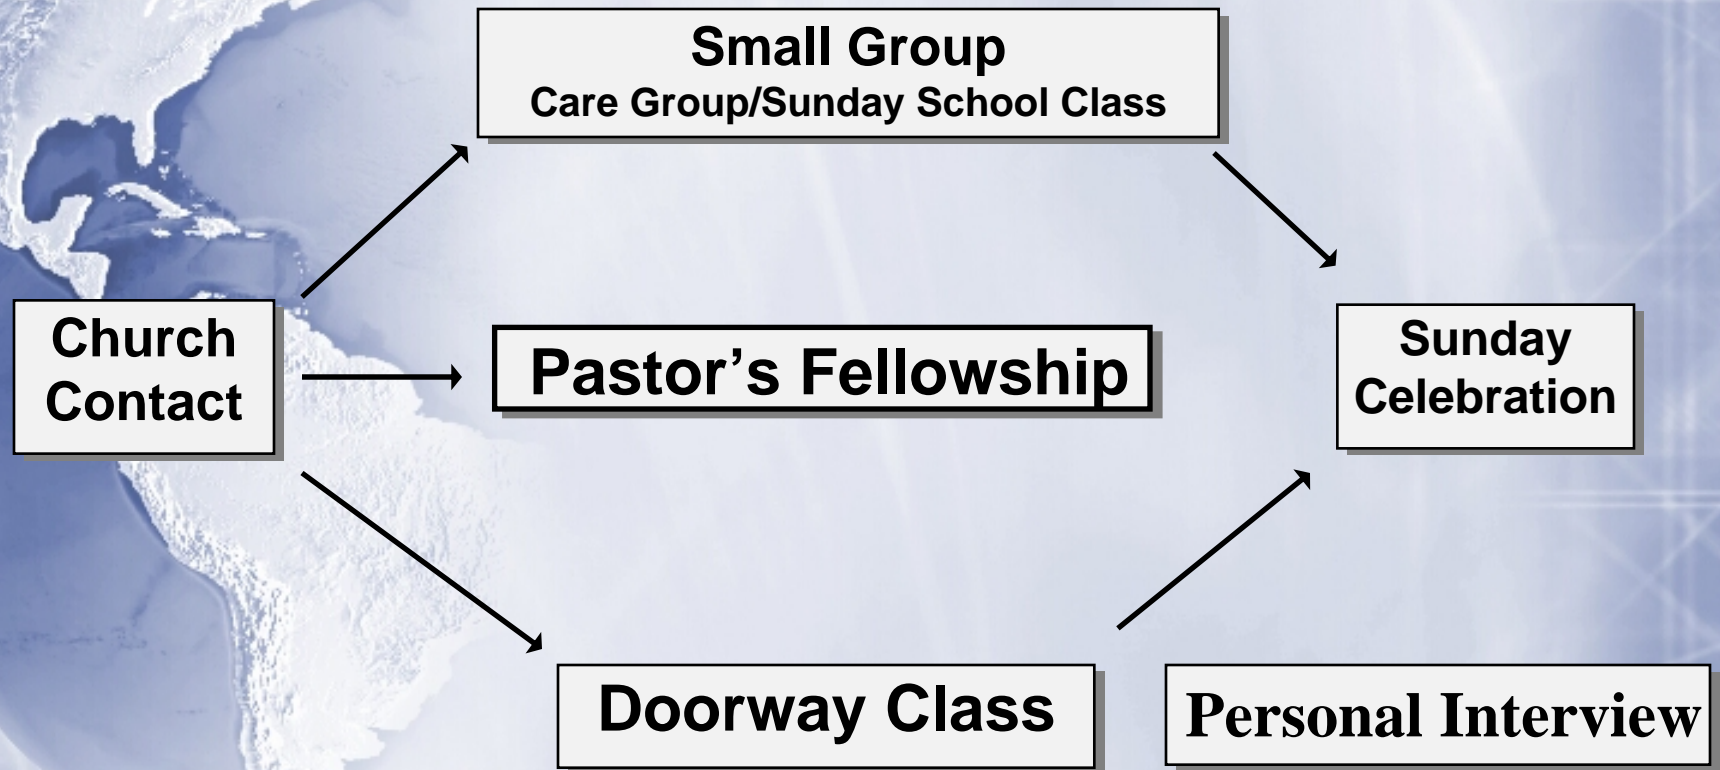 Small Group
Care Group/Sunday School Class
Church
Contact
Pastor’s Fellowship
Sunday
Celebration
Doorway Class
Personal Interview